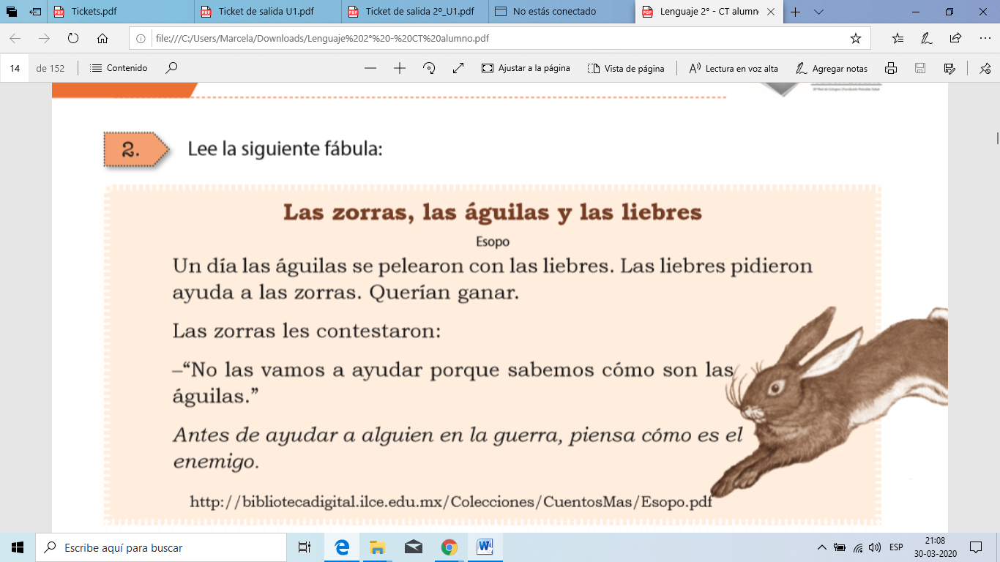 Tickets.pdf
Ticket de salida U1.pdf
Ticket de salida 2º_U1.pdf
No estás conectado
Lenguaje 2° - CT alumn
file:///C:/Users/Marcela/Downloads/Lenguaje%202°%20-%20CT%20alumno.pdf
14 de 152
Contenido
Ajustar a la página
Vista de página
Lectura en voz alta
Agregar notas
2. Lee la siguiente fábula:
Las zorras, las águilas y las liebres
Esopo
Un día las águilas se pelearon con las liebres. Las liebres pidieron
ayuda a las zorras. Querían ganar.
Las zorras les contestaron:
–“No las vamos a ayudar porque sabemos cómo son las
águilas.”
Antes de ayudar a alguien en la guerra, piensa cómo es el
enemigo.
http://bibliotecadigital.ilce.edu.mx/Colecciones/CuentosMas/Esopo.pdf
Escribe aquí para buscar
ESP
21:08
30-03-2020